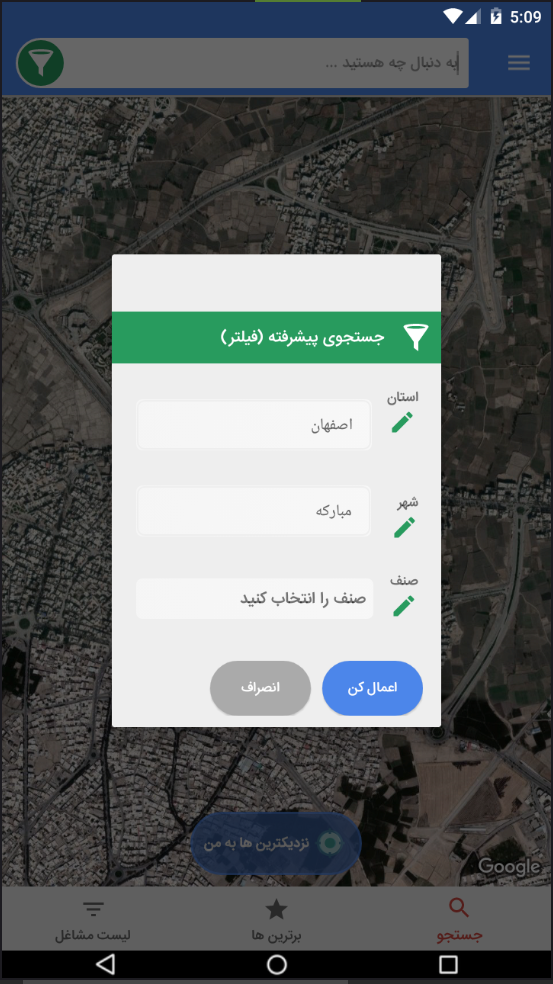 5:09
به دنبال چه هستید ...
جستجوی پیشرفته (فیلتر)
استان
اصفهان
شهر
مبارکه
صنف
صنف را انتخاب کنید
اعمال کن
انصراف
نزدیکترین ها به من
Google
جستجو
برترین ها
لیست مشاغل